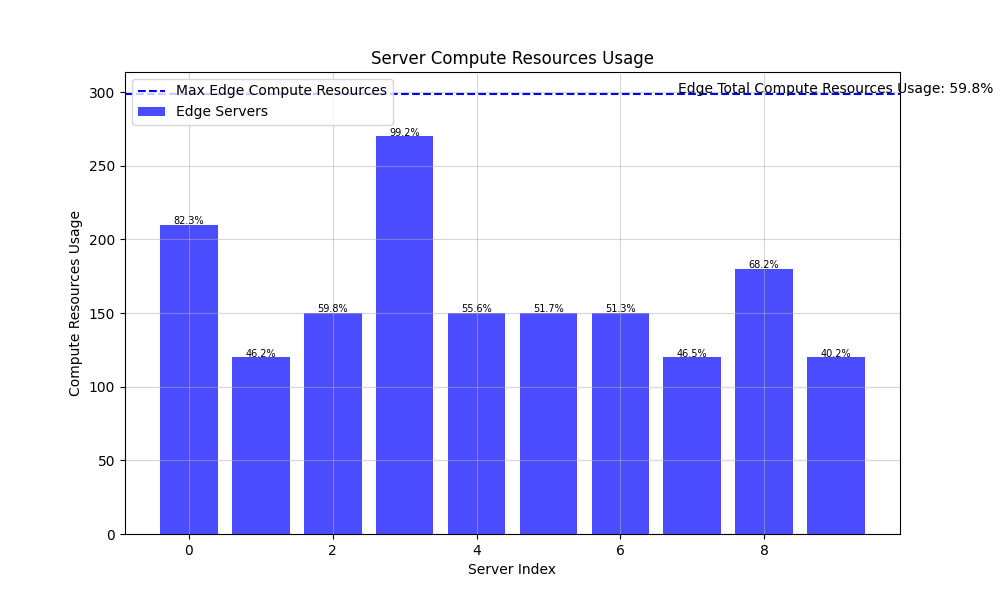 Server Compute Resources Usage
Max Edge Compute Resources
Edge Servers
Edge Total Compute Resources Usage: 59.8%
300
250
200
150
100
50
0
Compute Resources Usage
82.3%
46.2%
59.8%
99.2%
55.6%
51.7%
51.3%
46.5%
68.2%
40.2%
0 2 4 6 8
Server Index